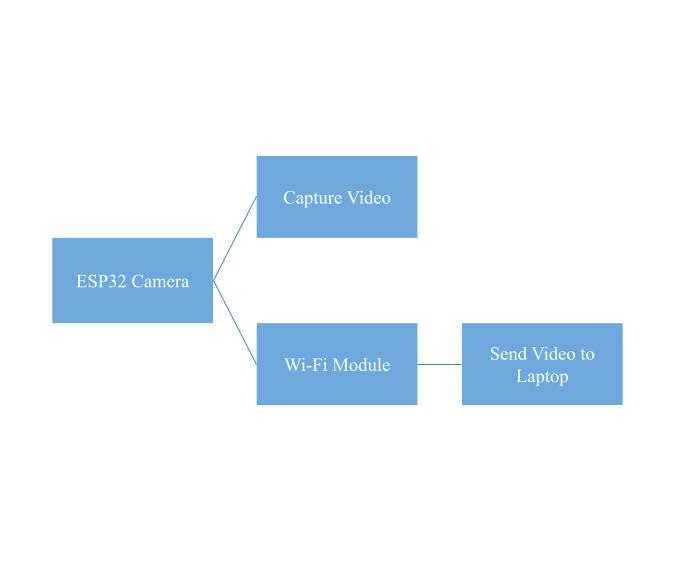 Capture Video
ESP32 Camera
Wi-Fi Module
Send Video to
Laptop